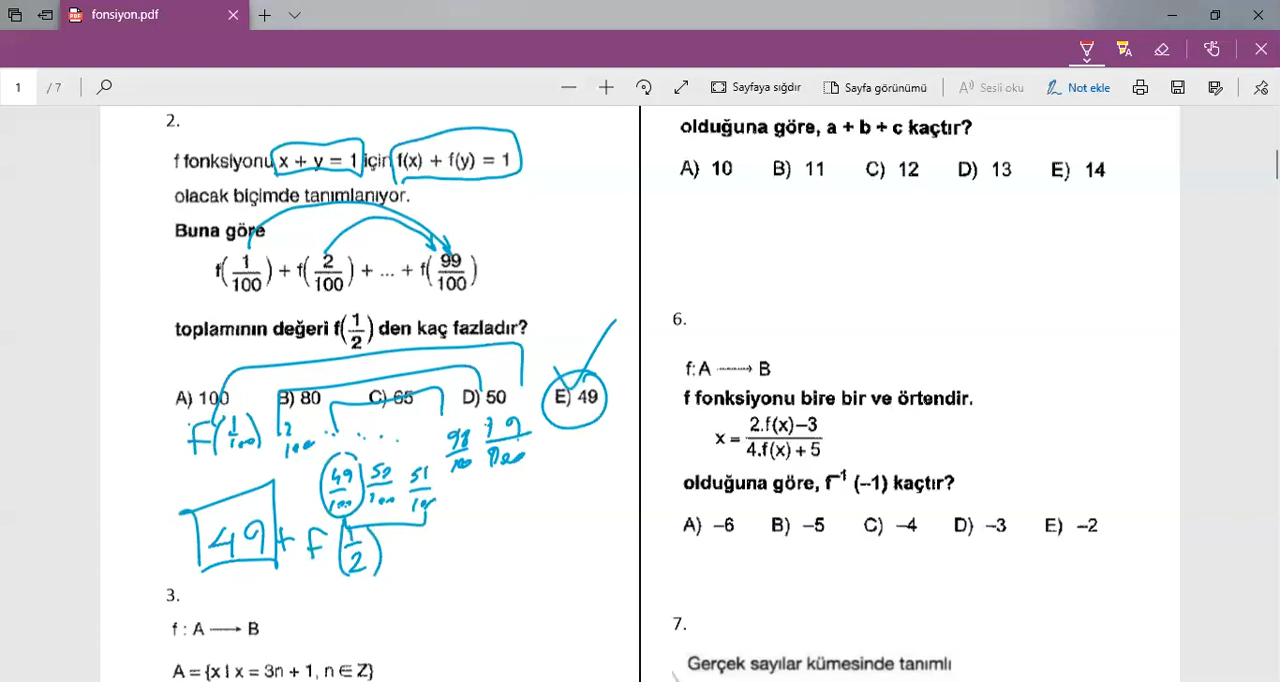 fonsiyon.pdf
1 / 7
Sayfaya sığdır
Sayfa görünümü
Sesli oku
Not ekle
2.
f fonksiyonu x + y = 1 için f(x) + f(y) = 1
olacak biçimde tanımlanıyor.
Buna göre
f(1/100) + f(2/100) + ... + f(99/100)
toplamının değeri f(1/2) den kaç fazladır?
A) 100 B) 80 C) 65 D) 50 E) 49
f(1/100) 2/100 .. . . . 98/100 99/100
49/100 50/100 51/100
49 + f(1/2)
3.
f : A → B
A = {x | x = 3n + 1, n ∈ Z}
olduğuna göre, a + b + c kaçtır?
A) 10 B) 11 C) 12 D) 13 E) 14
6.
f: A → B
f fonksiyonu bire bir ve örtendir.
x = 2.f(x)–3 / 4.f(x) + 5
olduğuna göre, f⁻¹ (–1) kaçtır?
A) –6 B) –5 C) –4 D) –3 E) –2
7.
Gerçek sayılar kümesinde tanımlı